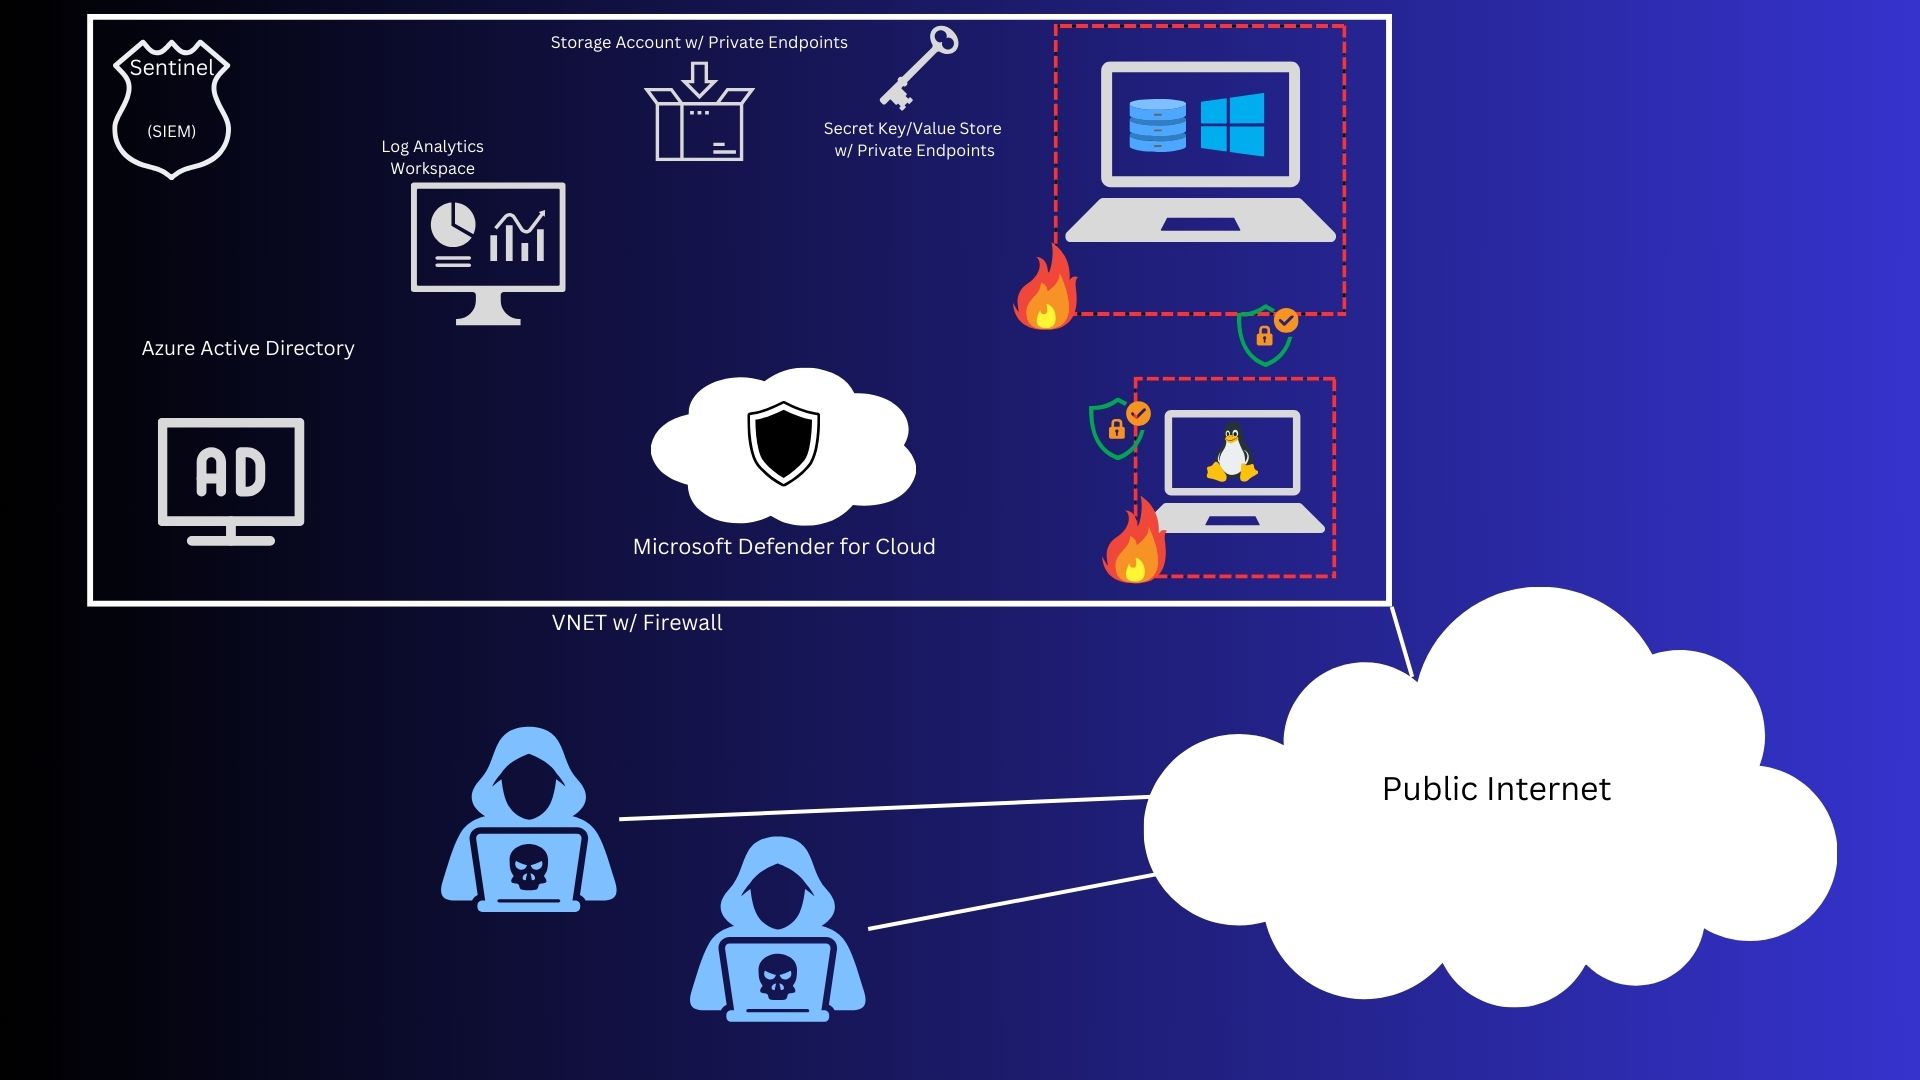 Sentinel
(SIEM)
Storage Account w/ Private Endpoints
Secret Key/Value Store
w/ Private Endpoints
Log Analytics
Workspace
Azure Active Directory
AD
Microsoft Defender for Cloud
VNET w/ Firewall
Public Internet